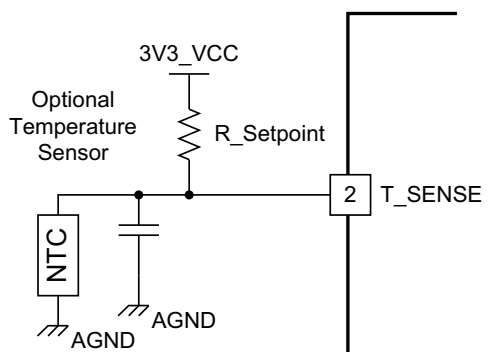 3V3_VCC
Optional
Temperature
Sensor
R_Setpoint
2
T_SENSE
NTC
AGND
AGND